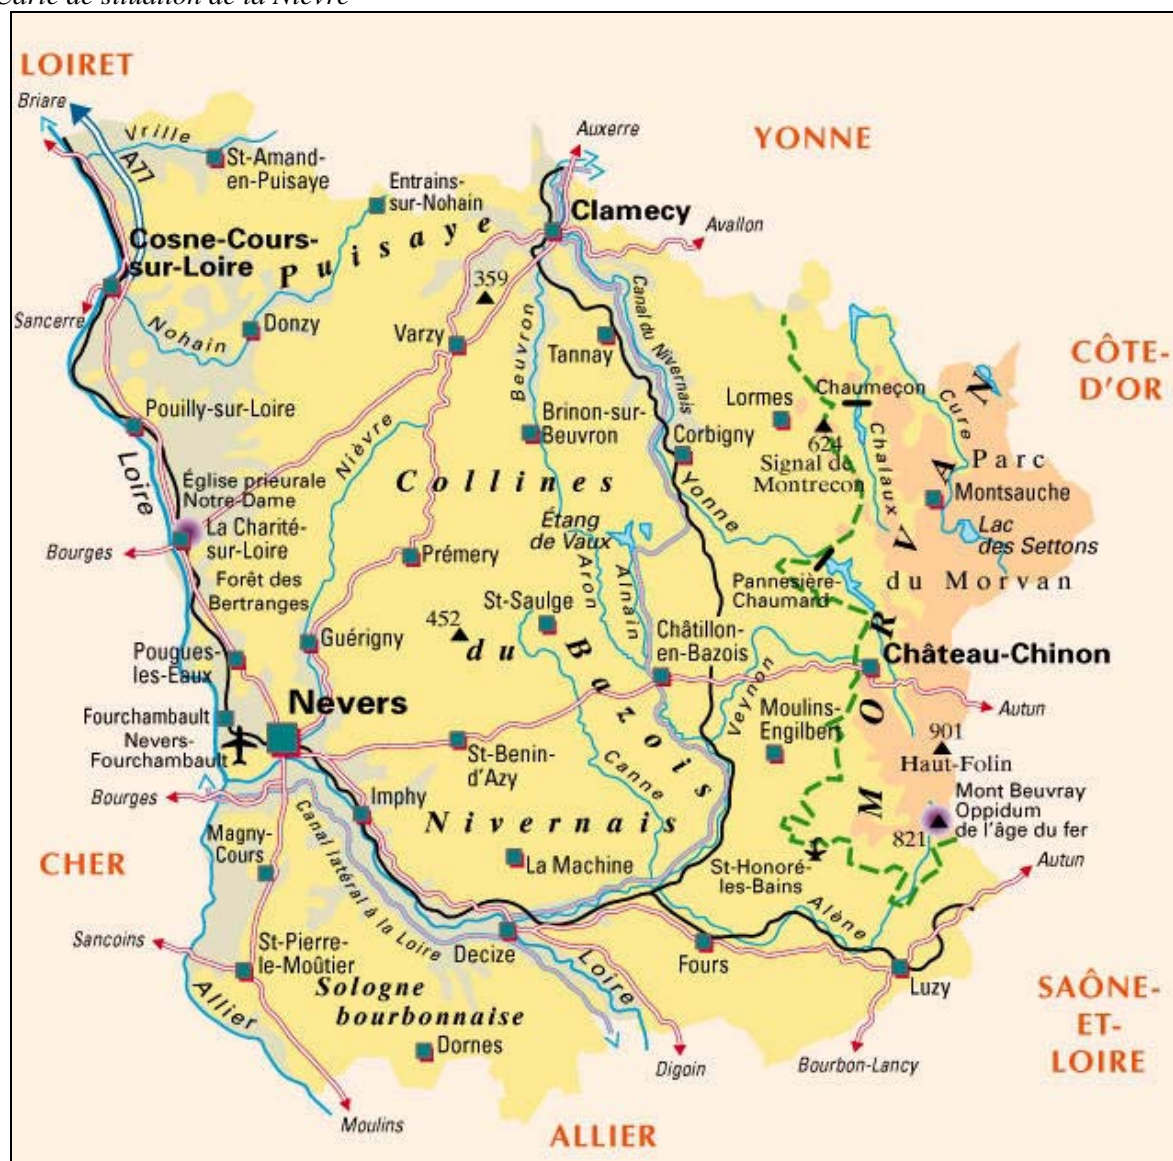 Carte de situation de la Nièvre
LOIRET
Briare
Vrille
A77
St-Amand-
en-Puisaye
Entrains-
sur-Nohain
Auxerre
YONNE
Clamecy
Avallon
Cosne-Cours-
sur-Loire
Puisaye
359
Sancerre
Nohain
Donzy
Varzy
Beuvron
Tannay
Canal du Nivernais
CÔTE-
D'OR
Chaumeçon
Lormes
624
Signal de
Montrecon
Chalaux
Cure
Parc
Montsauche
Lac
des Settons
du Morvan
MORVAN
Pouilly-sur-Loire
Loire
Nièvre
Brinon-sur-
Beuvron
Corbigny
Yonne
Collines
Église prieurale
Notre-Dame
La Charité-
sur-Loire
Bourges
Forêt des
Bertranges
Prémery
Étang
de Vaux
Aron
Alnain
Pannesière-
Chaumard
452
St-Saulge
du
Bazois
Guérigny
Châtillon-
en-Bazois
Château-Chinon
Pougues-
les-Eaux
Nevers
Veynon
Moulins-
Engilbert
Autun
Fourchambault
Nevers-
Fourchambault
St-Benin-
d'Azy
Canne
901
Haut-Folin
Bourges
Imphy
Nivernais
Mont Beuvray
Oppidum
de l'âge du fer
821
CHER
Magny-
Cours
Canal latéral à la Loire
La Machine
St-Honoré-
les-Bains
Autun
Alène
Sancoins
St-Pierre-
le-Moûtier
Decize
Loire
Fours
Luzy
SAÔNE-
ET-
LOIRE
Allier
Sologne
bourbonnaise
Dornes
Digoin
Bourbon-Lancy
Moulins
ALLIER